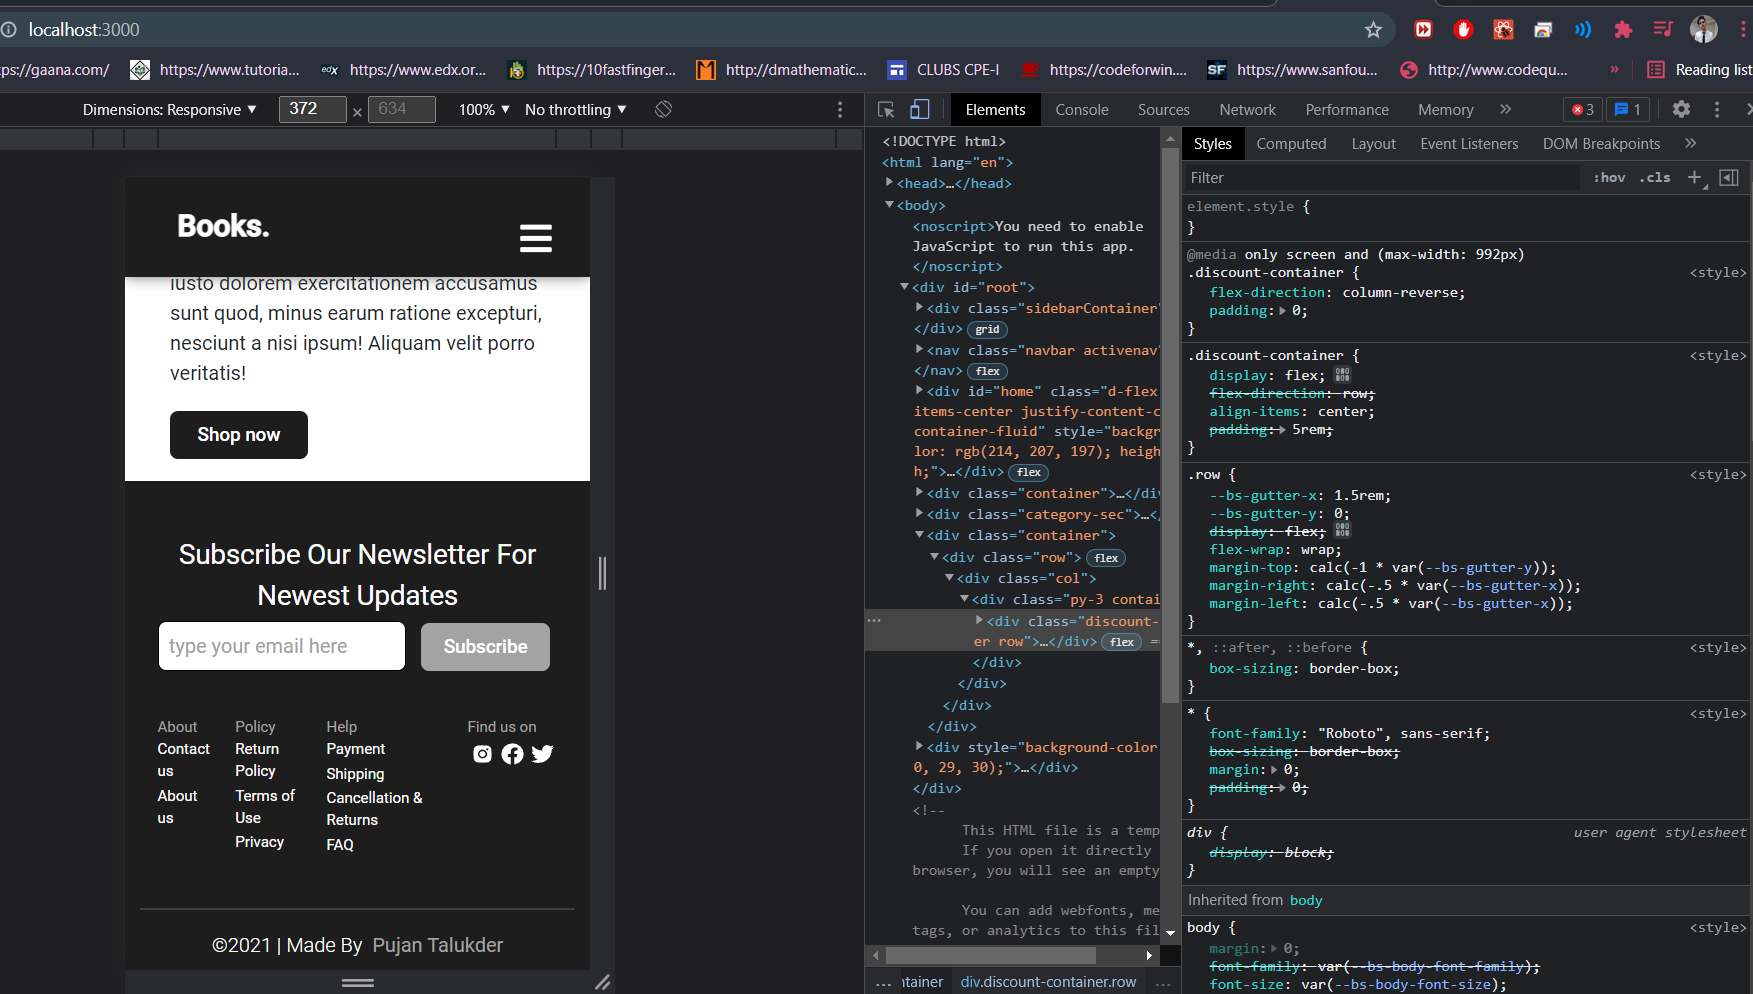 localhost:3000
ps://gaana.com/ https://www.tutoria... edX https://www.edx.or... https://10fastfinger... http://dmathematic... CLUBS CPE-I https://codeforwin.... SF https://www.sanfou... http://www.codequ... » Reading list
Dimensions: Responsive ▼ 372 × 634 100% ▼ No throttling ▼
Elements Console Sources Network Performance Memory » 3 1
Books.
iusto dolorem exercitationem accusamus
sunt quod, minus earum ratione excepturi,
nesciunt a nisi ipsum! Aliquam velit porro
veritatis!
Shop now
Subscribe Our Newsletter For
Newest Updates
type your email here Subscribe
About Policy Help Find us on
Contact us
About us
Return Policy
Terms of Use
Privacy
Payment
Shipping
Cancellation & Returns
FAQ
©2021 | Made By Pujan Talukder
<!DOCTYPE html>
<html lang="en">
<head>…</head>
<body>
<noscript>You need to enable
JavaScript to run this app.
</noscript>
<div id="root">
<div class="sidebarContainer"
</div> grid
<nav class="navbar activenav"
</nav> flex
<div id="home" class="d-flex
items-center justify-content-c
container-fluid" style="backgr
lor: rgb(214, 207, 197); heigh
h;">…</div> flex
<div class="container">…</di
<div class="category-sec">…<
<div class="container">
<div class="row"> flex
<div class="col">
<div class="py-3 contai
<div class="discount-
er row">…</div> flex ==
</div>
</div>
</div>
</div>
<div style="background-color
0, 29, 30);">…</div>
</div>
<!--
This HTML file is a temp
If you open it directly
browser, you will see an empty
You can add webfonts, me
tags, or analytics to this fil
... ntainer div.discount-container.row ...
Styles Computed Layout Event Listeners DOM Breakpoints »
Filter :hov .cls +
element.style {
}
@media only screen and (max-width: 992px)
.discount-container { <style>
flex-direction: column-reverse;
padding: 0;
}
.discount-container { <style>
display: flex;
flex-direction: row;
align-items: center;
padding: 5rem;
}
.row { <style>
--bs-gutter-x: 1.5rem;
--bs-gutter-y: 0;
display: flex;
flex-wrap: wrap;
margin-top: calc(-1 * var(--bs-gutter-y));
margin-right: calc(-.5 * var(--bs-gutter-x));
margin-left: calc(-.5 * var(--bs-gutter-x));
}
*, ::after, ::before { <style>
box-sizing: border-box;
}
* { <style>
font-family: "Roboto", sans-serif;
box-sizing: border-box;
margin: 0;
padding: 0;
}
div { user agent stylesheet
display: block;
}
Inherited from body
body { <style>
margin: 0;
font-family: var(--bs-body-font-family);
font-size: var(--bs-body-font-size);